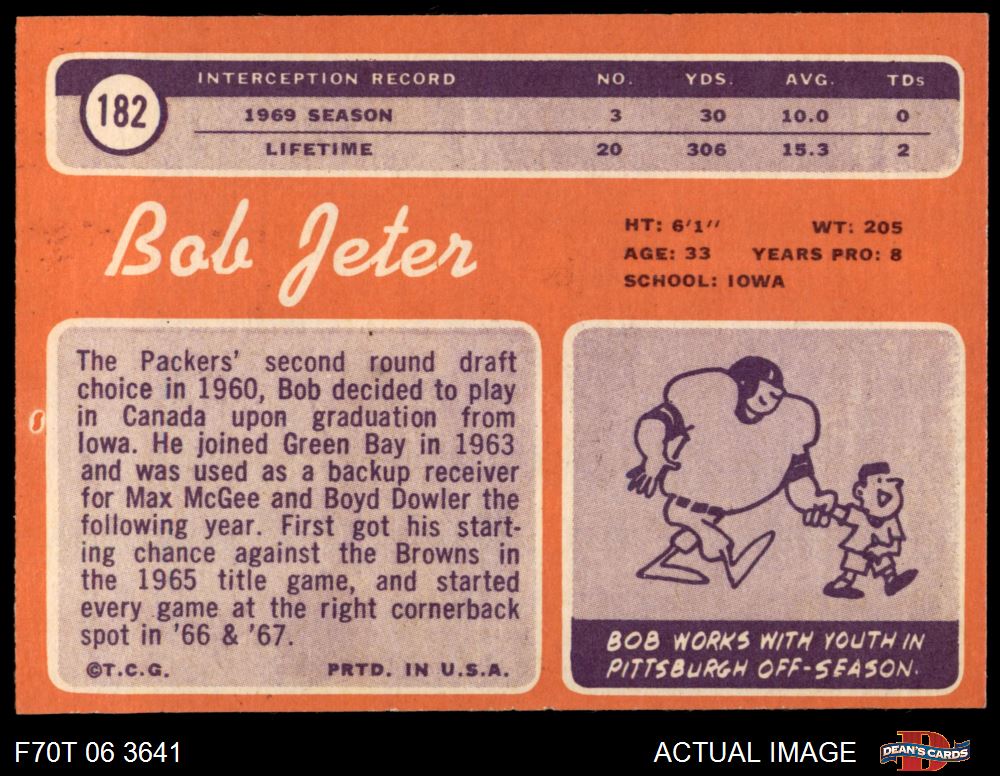 182
INTERCEPTION RECORD NO. YDS. AVG. TDs
1969 SEASON 3 30 10.0 0
LIFETIME 20 306 15.3 2
Bob Jeter
HT: 6'1" WT: 205
AGE: 33 YEARS PRO: 8
SCHOOL: IOWA
The Packers' second round draft
choice in 1960, Bob decided to play
in Canada upon graduation from
Iowa. He joined Green Bay in 1963
and was used as a backup receiver
for Max McGee and Boyd Dowler the
following year. First got his start-
ing chance against the Browns in
the 1965 title game, and started
every game at the right cornerback
spot in '66 & '67.
©T.C.G. PRTD. IN U.S.A.
BOB WORKS WITH YOUTH IN
PITTSBURGH OFF-SEASON.
F70T 06 3641
ACTUAL IMAGE
D
DEAN'S CARDS